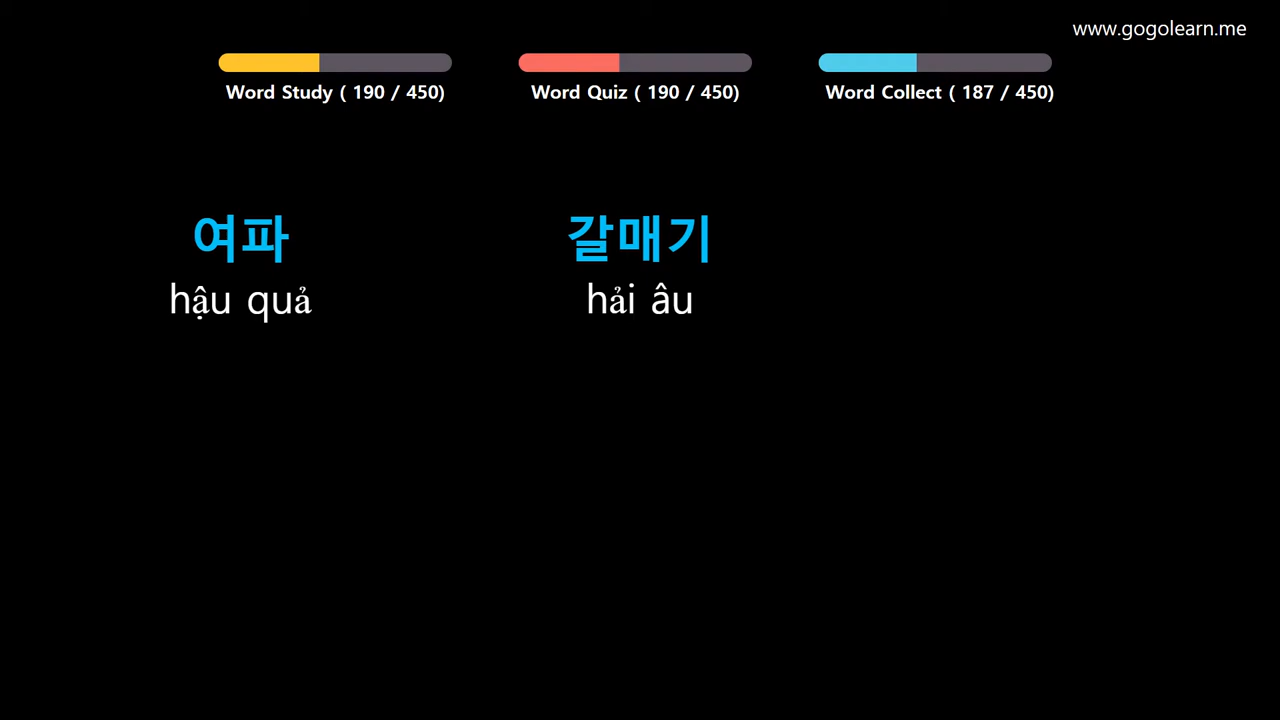 www.gogolearn.me
Word Study ( 190 / 450)
Word Quiz ( 190 / 450)
Word Collect ( 187 / 450)
여파
hậu quả
갈매기
hải âu